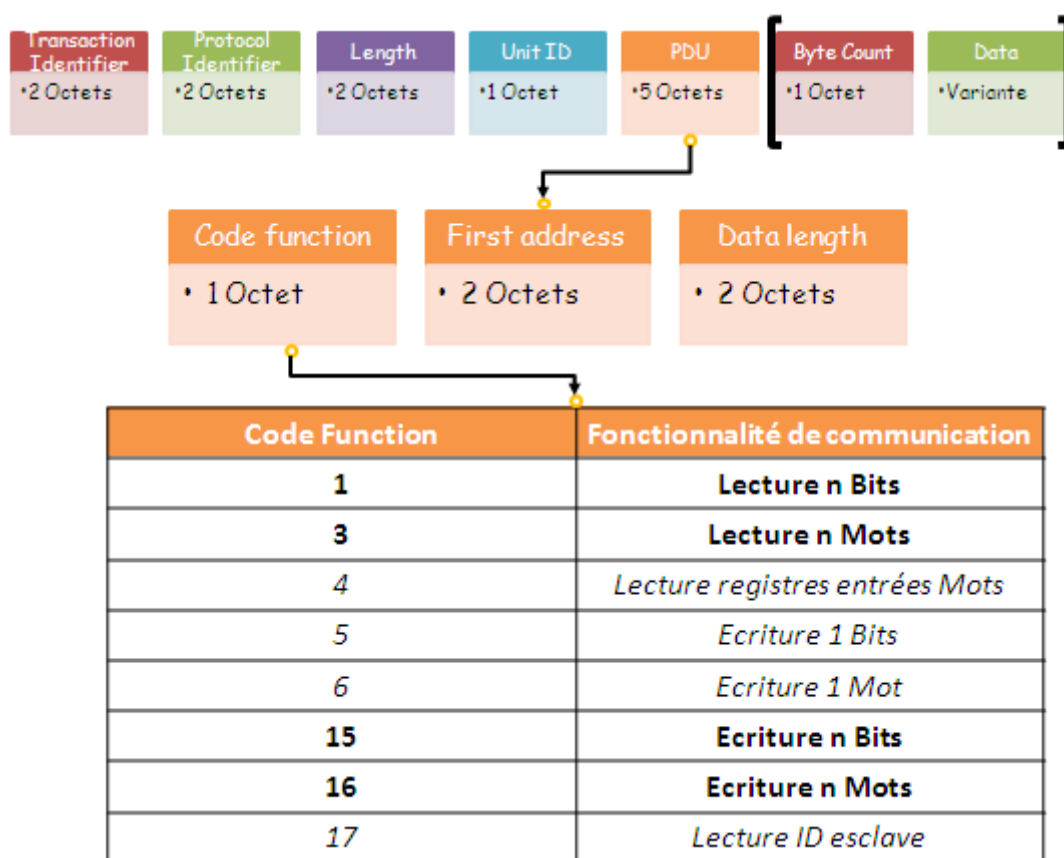 Transaction Identifier
Protocol Identifier
Length
Unit ID
PDU
Byte Count
Data
•2 Octets
•2 Octets
•2 Octets
•1 Octet
•5 Octets
•1 Octet
•Variante
Code function
First address
Data length
• 1 Octet
• 2 Octets
• 2 Octets
Code Function Fonctionnalité de communication
1 Lecture n Bits
3 Lecture n Mots
4 Lecture registres entrées Mots
5 Ecriture 1 Bits
6 Ecriture 1 Mot
15 Ecriture n Bits
16 Ecriture n Mots
17 Lecture ID esclave